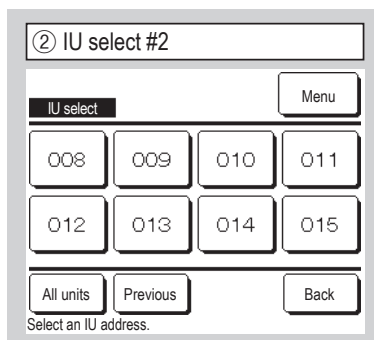 ② IU select #2
Menu
IU select
008 009 010 011
012 013 014 015
All units Previous Back
Select an IU address.